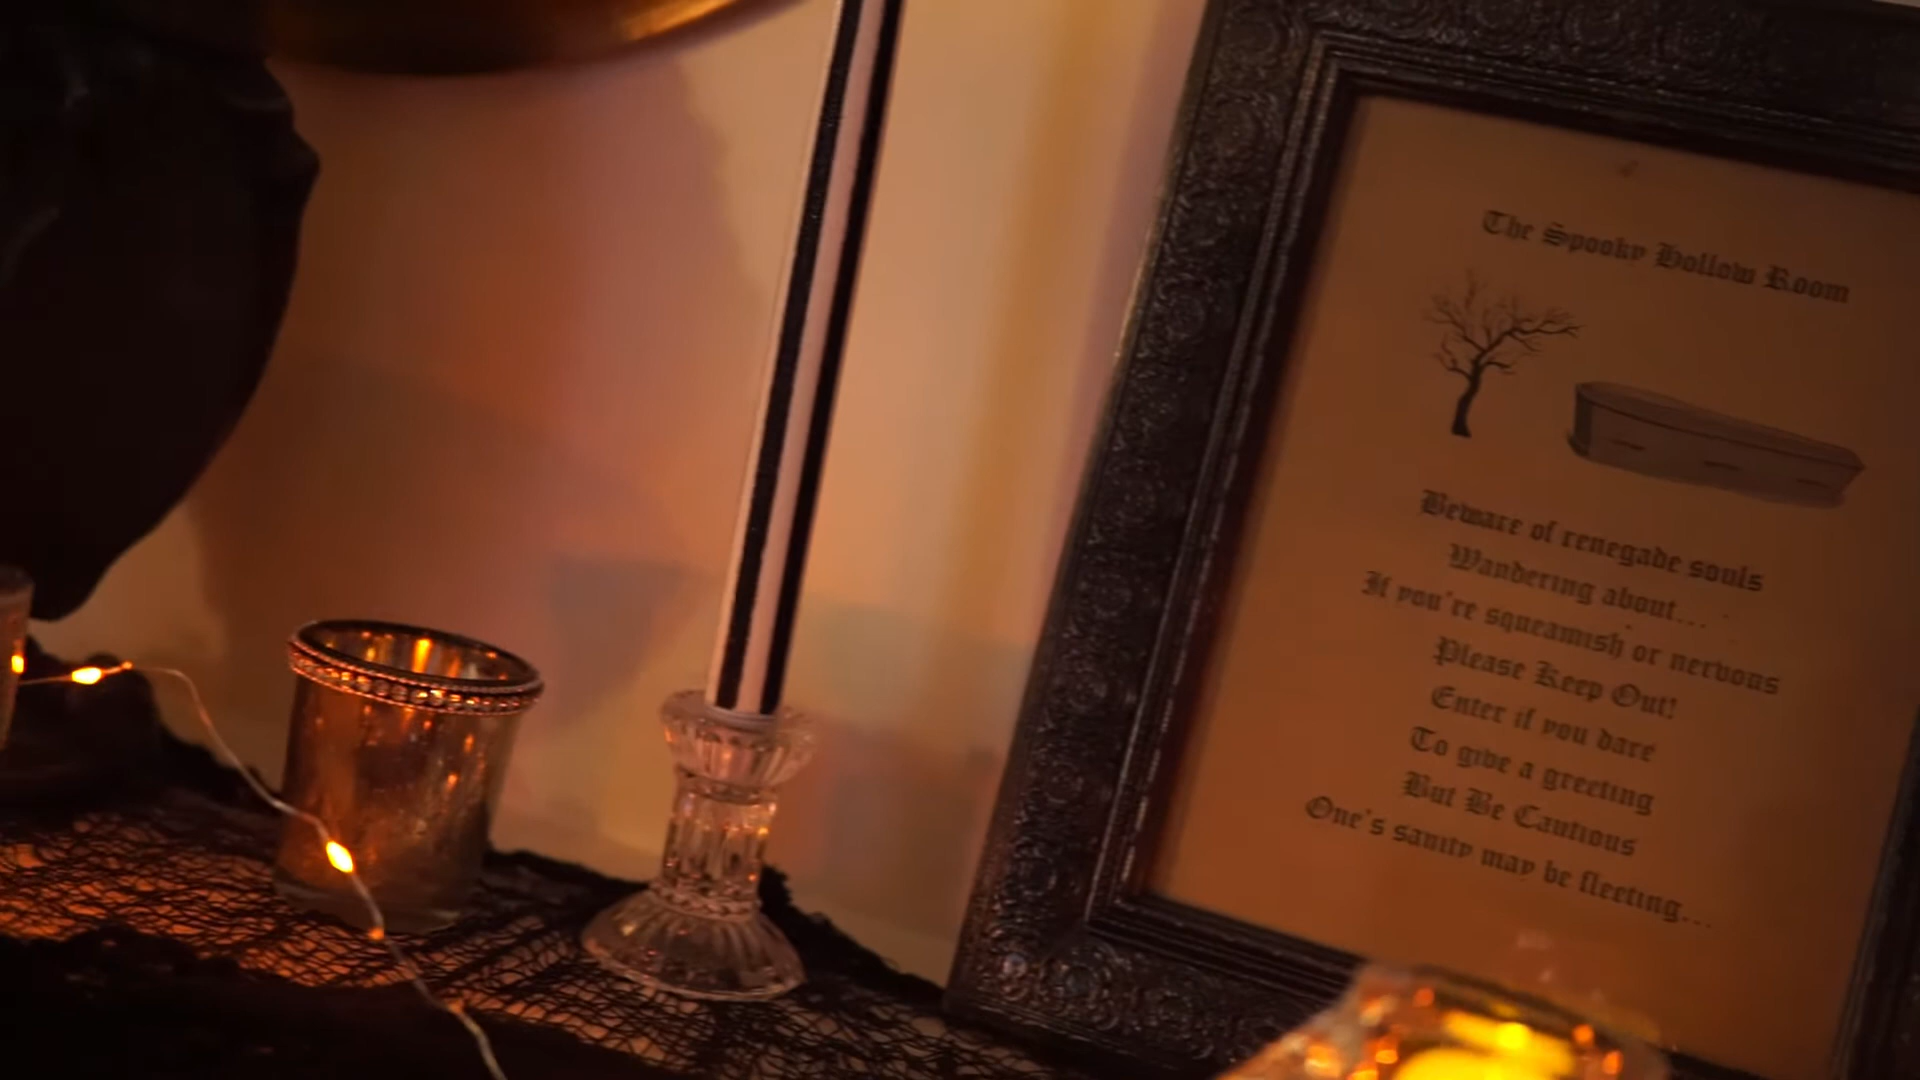 The Spooky Hollow Room
Beware of renegade souls
Wandering about...
If you're squeamish or nervous
Please Keep Out!
Enter if you dare
To give a greeting
But Be Cautious
One's sanity may be fleeting...